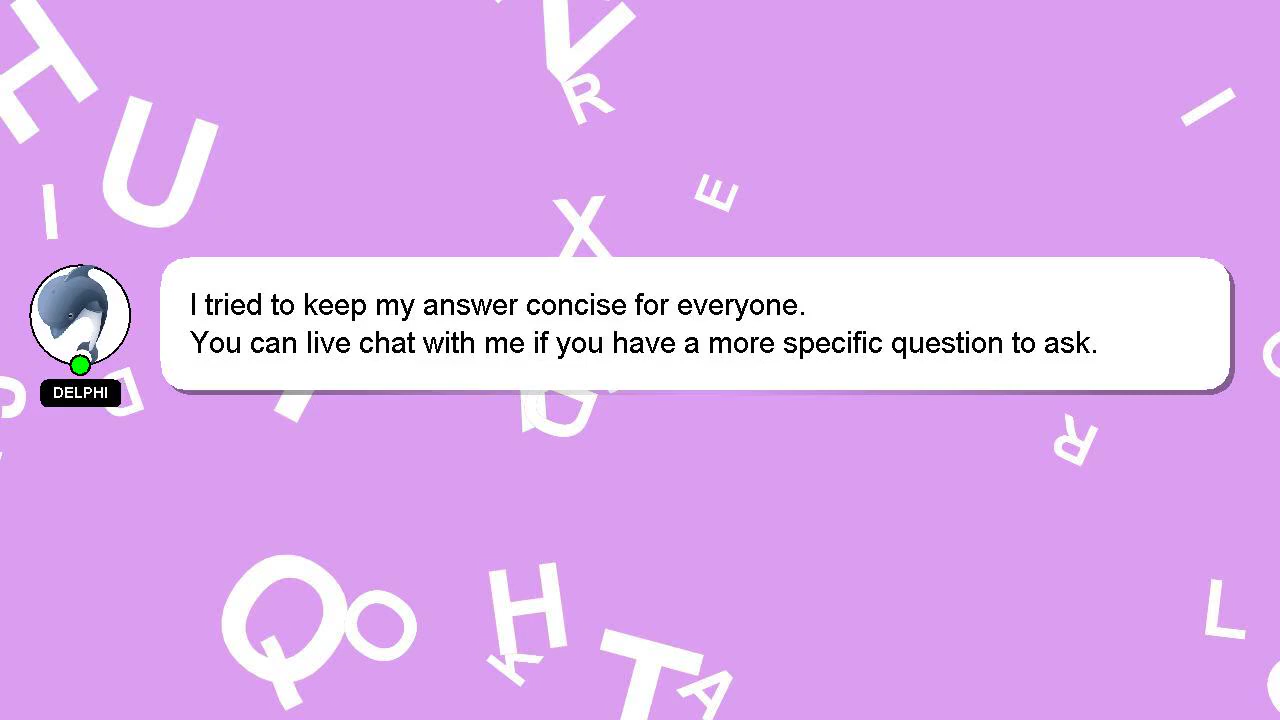 H
U
V
R
I
E
I
X
I tried to keep my answer concise for everyone.
You can live chat with me if you have a more specific question to ask.
DELPHI
D
R
Q
O
H
K
T
A
L